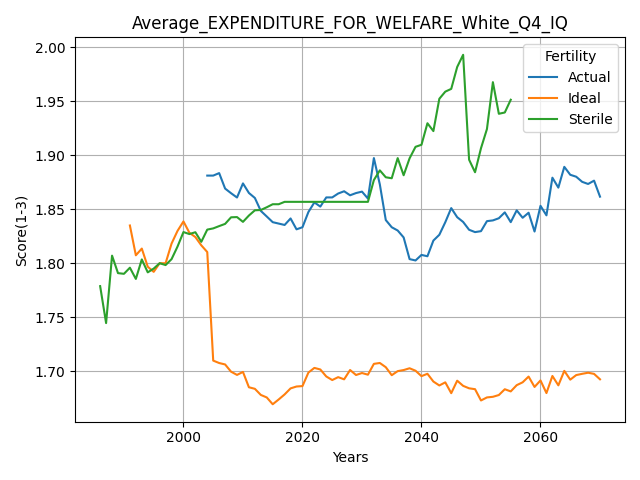 Average_EXPENDITURE_FOR_WELFARE_White_Q4_IQ
Score(1-3)
2.00
1.95
1.90
1.85
1.80
1.75
1.70
Fertility
Actual
Ideal
Sterile
2000
2020
2040
2060
Years